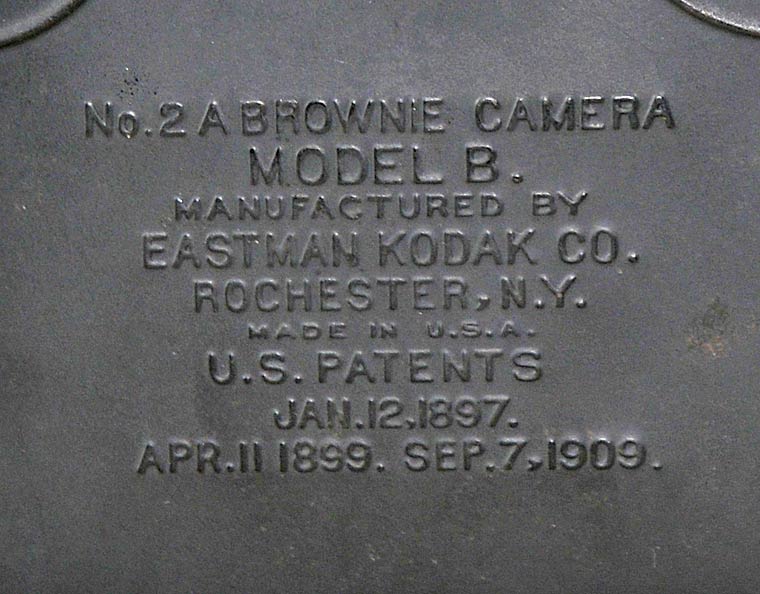 No. 2 A BROWNIE CAMERA
MODEL B.
MANUFACTURED BY
EASTMAN KODAK CO.
ROCHESTER, N.Y.
MADE IN U.S.A.
U.S. PATENTS
JAN. 12, 1897.
APR. 11 1899. SEP. 7, 1909.